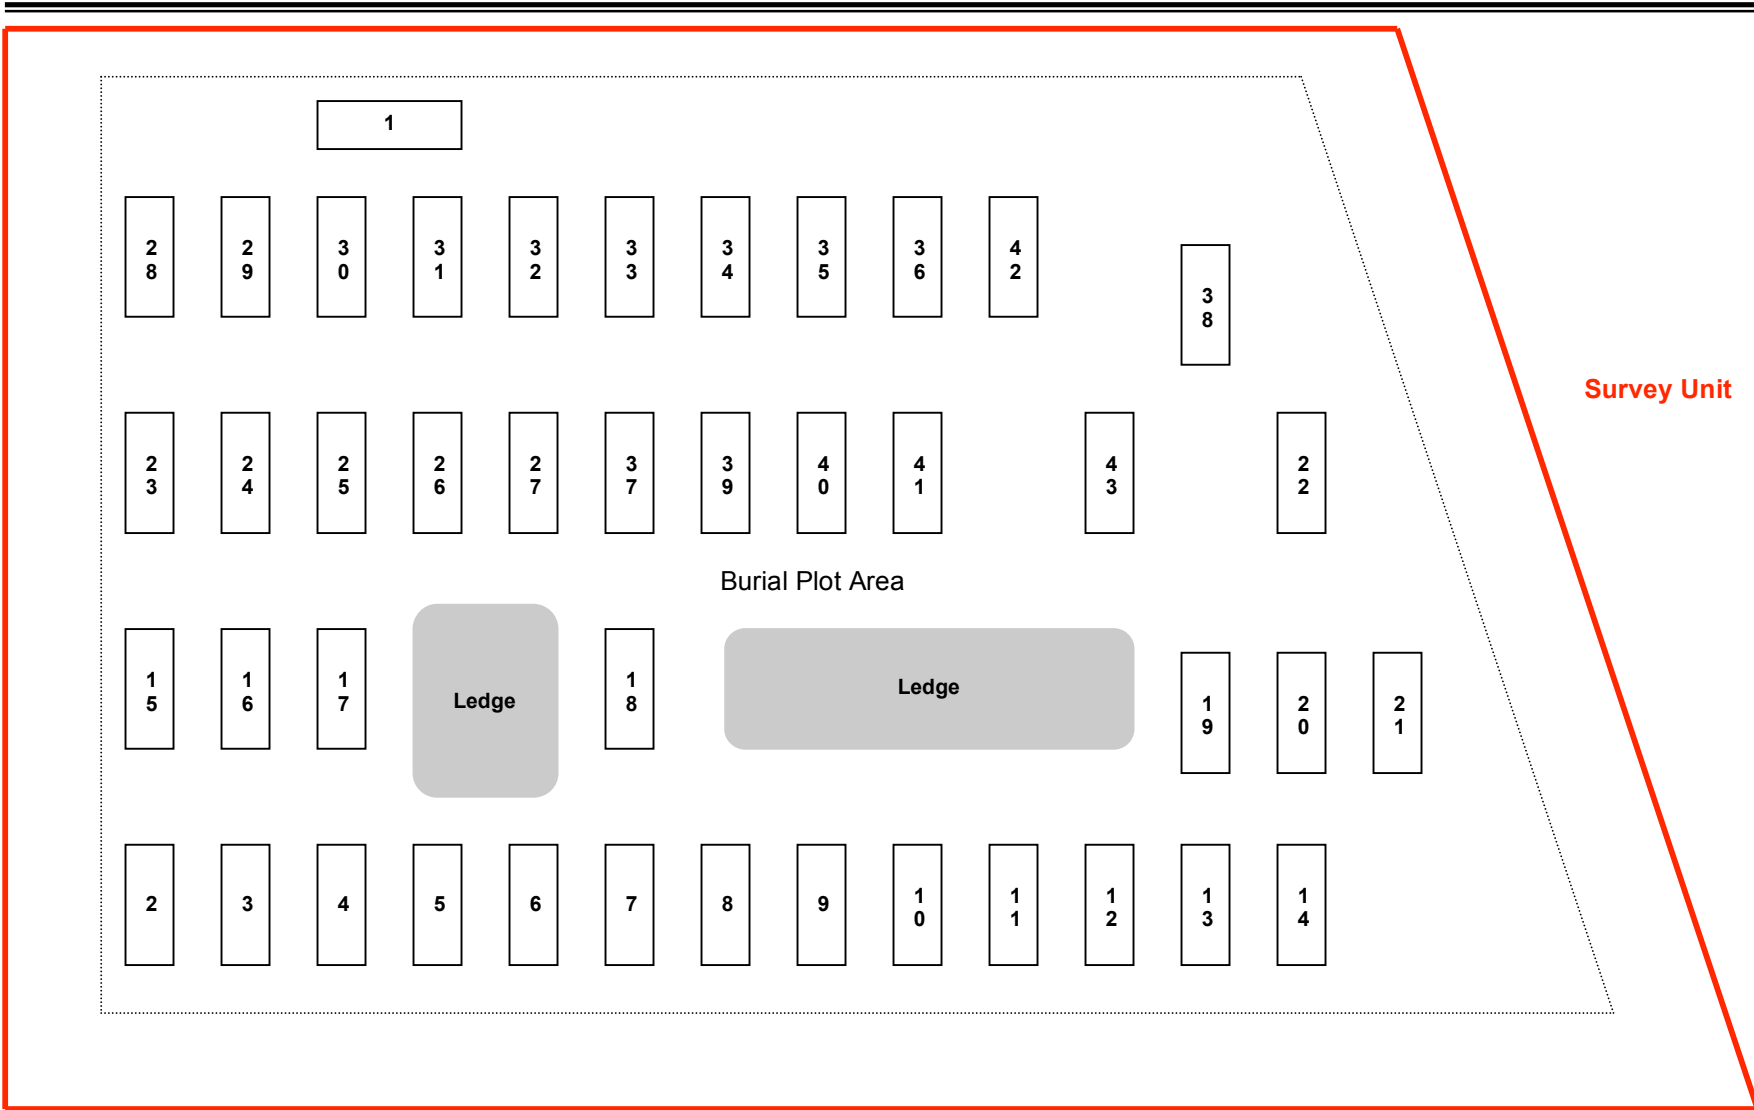 1
28 29 30 31 32 33 34 35 36 42
38
Survey Unit
23 24 25 26 27 37 39 40 41 43 22
Burial Plot Area
15 16 17 Ledge 18 Ledge 19 20 21
2 3 4 5 6 7 8 9 10 11 12 13 14